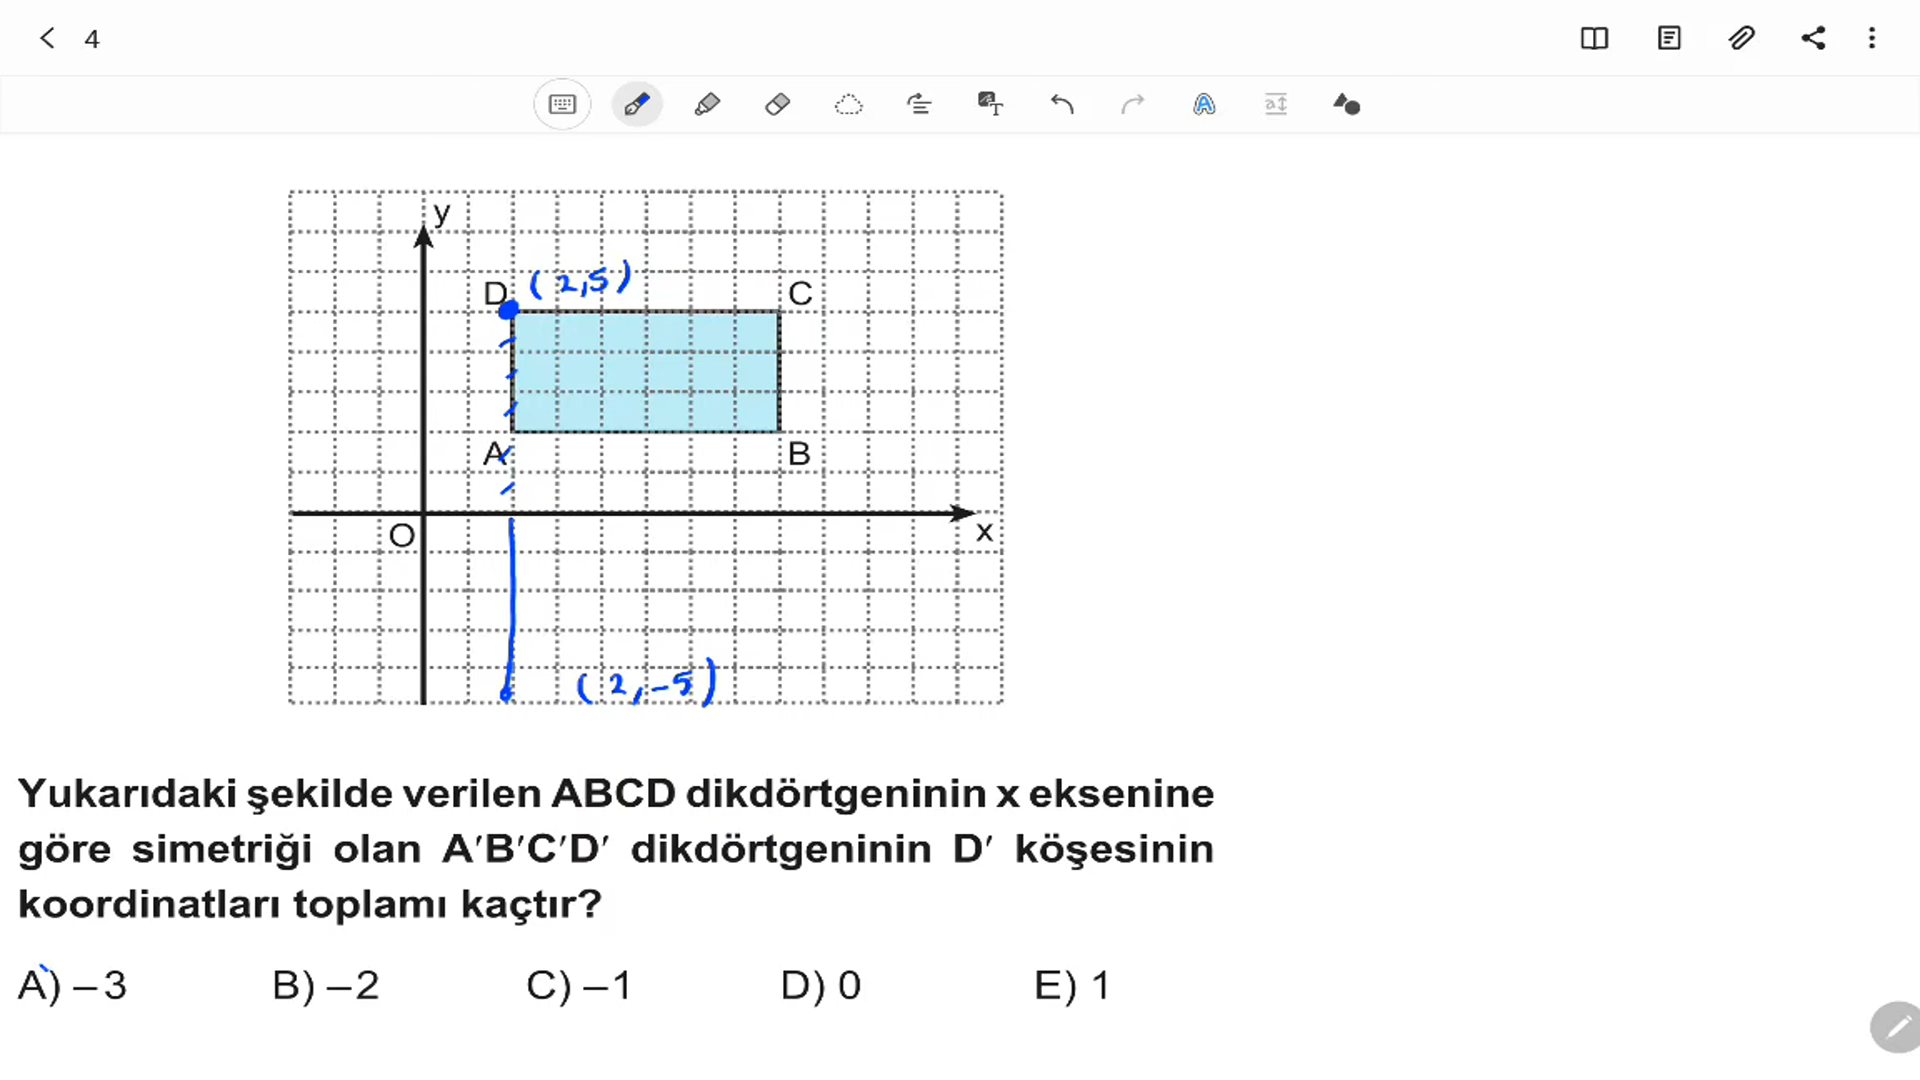 4
y
D (2,5) C
A B
O x
(2,-5)
Yukarıdaki şekilde verilen ABCD dikdörtgeninin x eksenine
göre simetriği olan A′B′C′D′ dikdörtgeninin D′ köşesinin
koordinatları toplamı kaçtır?
A) –3 B) –2 C) –1 D) 0 E) 1